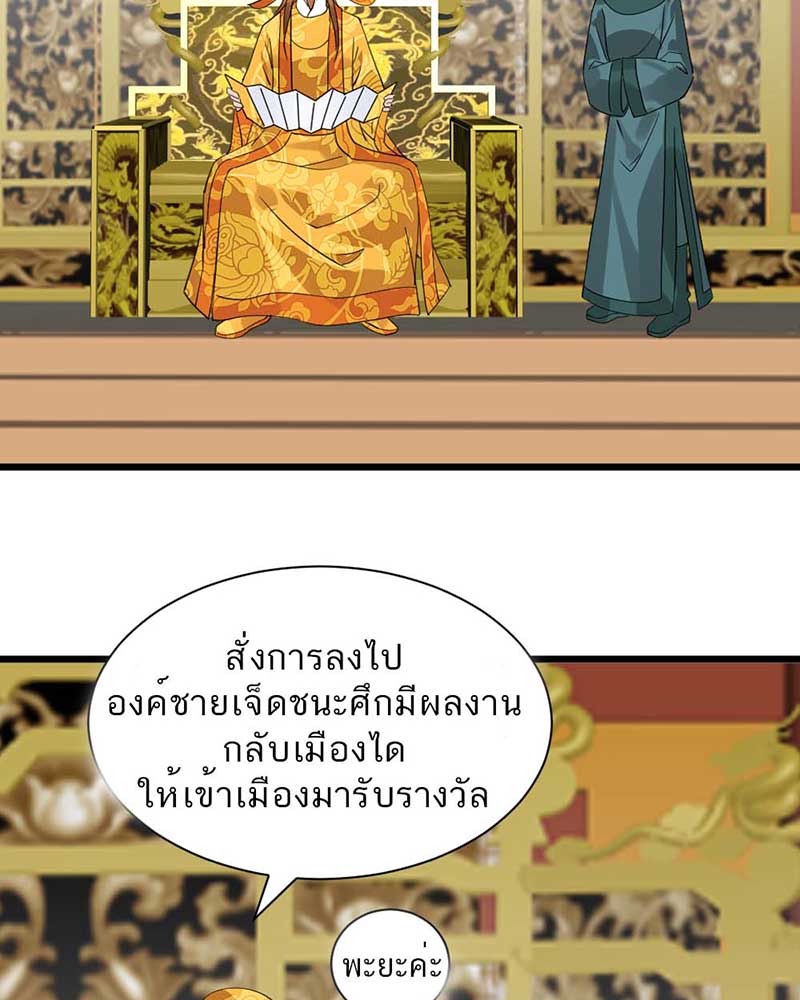 สั่งการลงไป
องค์ชายเจ็ดชนะศึกมีผลงาน
กลับเมืองได
ให้เข้าเมืองมารับรางวัล
พะยะค่ะ